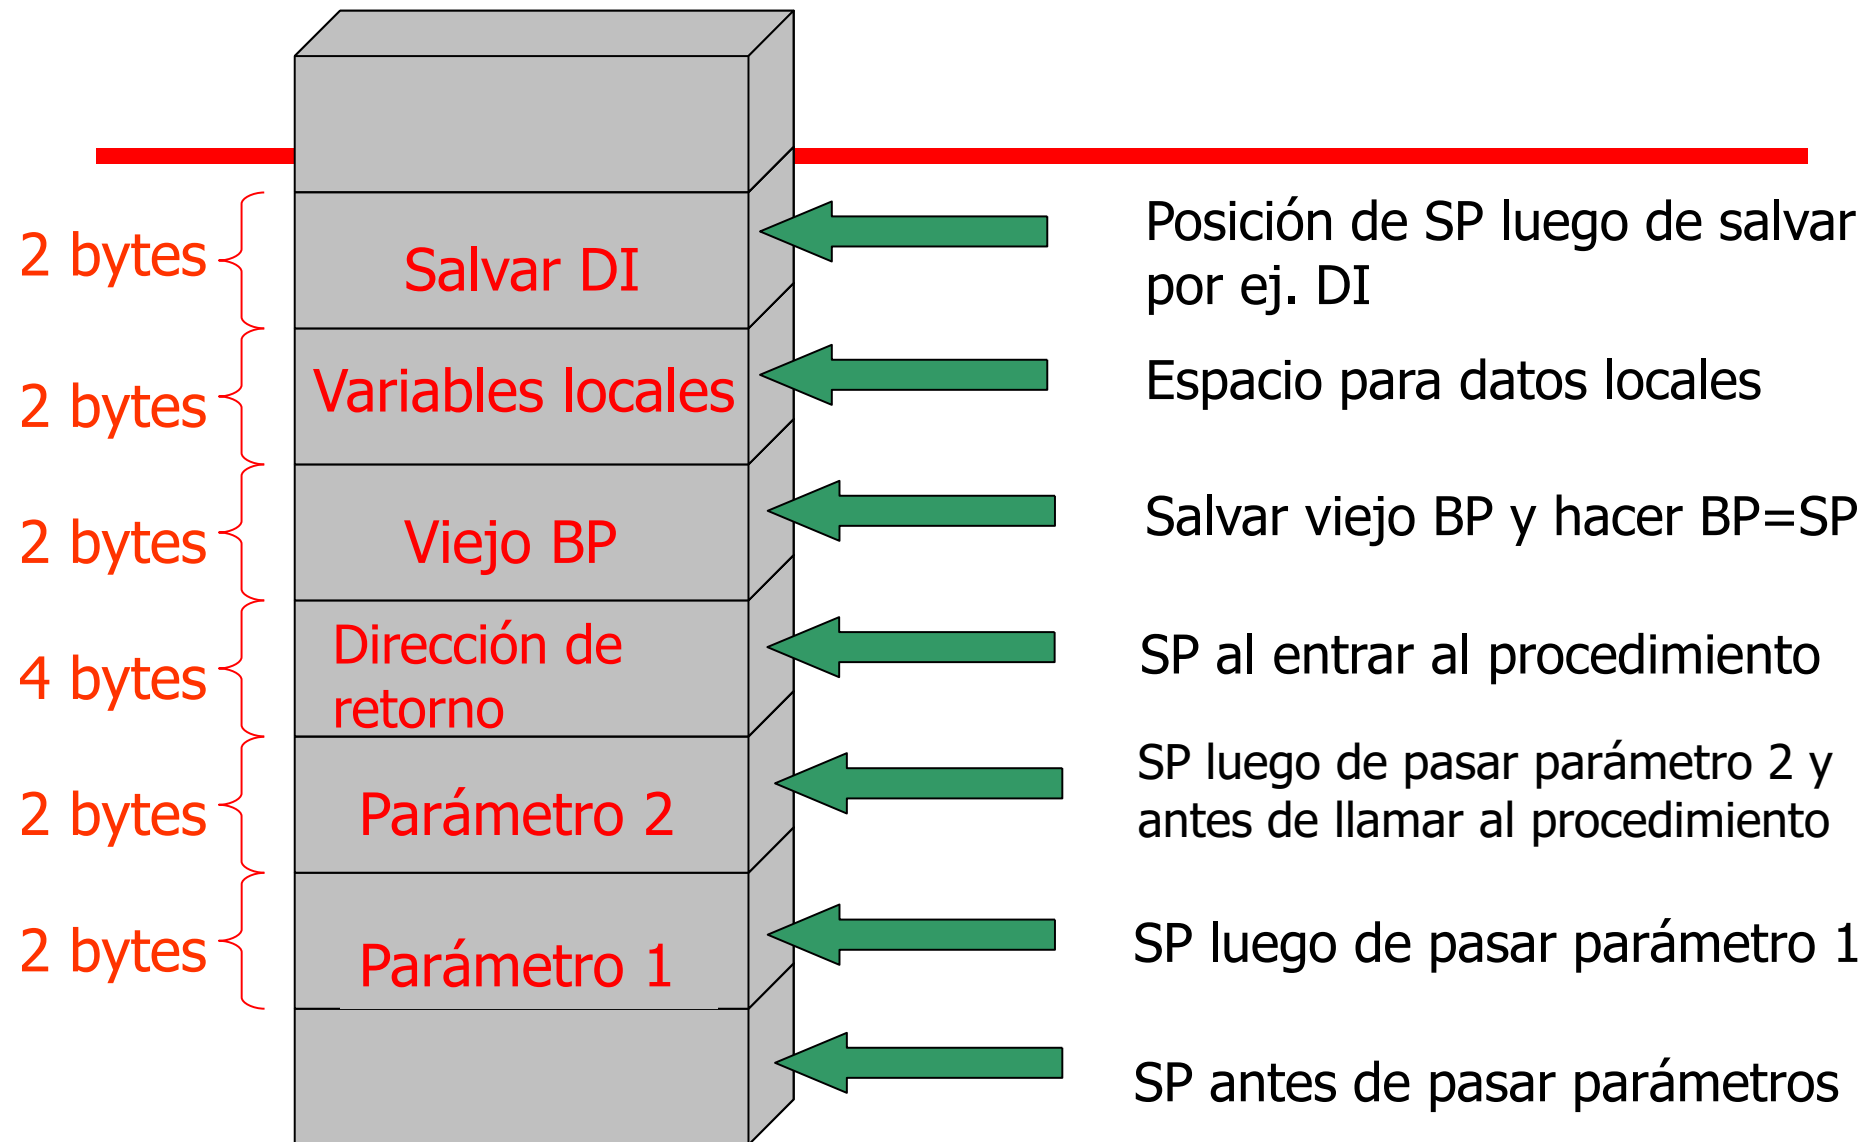 2 bytes
Salvar DI
Posición de SP luego de salvar
por ej. DI
2 bytes
Variables locales
Espacio para datos locales
2 bytes
Viejo BP
Salvar viejo BP y hacer BP=SP
4 bytes
Dirección de
retorno
SP al entrar al procedimiento
2 bytes
Parámetro 2
SP luego de pasar parámetro 2 y
antes de llamar al procedimiento
2 bytes
Parámetro 1
SP luego de pasar parámetro 1
SP antes de pasar parámetros